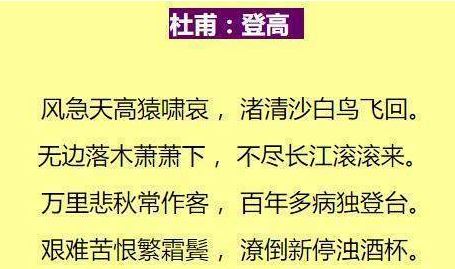 杜甫：登高
风急天高猿啸哀，渚清沙白鸟飞回。
无边落木萧萧下，不尽长江滚滚来。
万里悲秋常作客，百年多病独登台。
艰难苦恨繁霜鬓，潦倒新停浊酒杯。